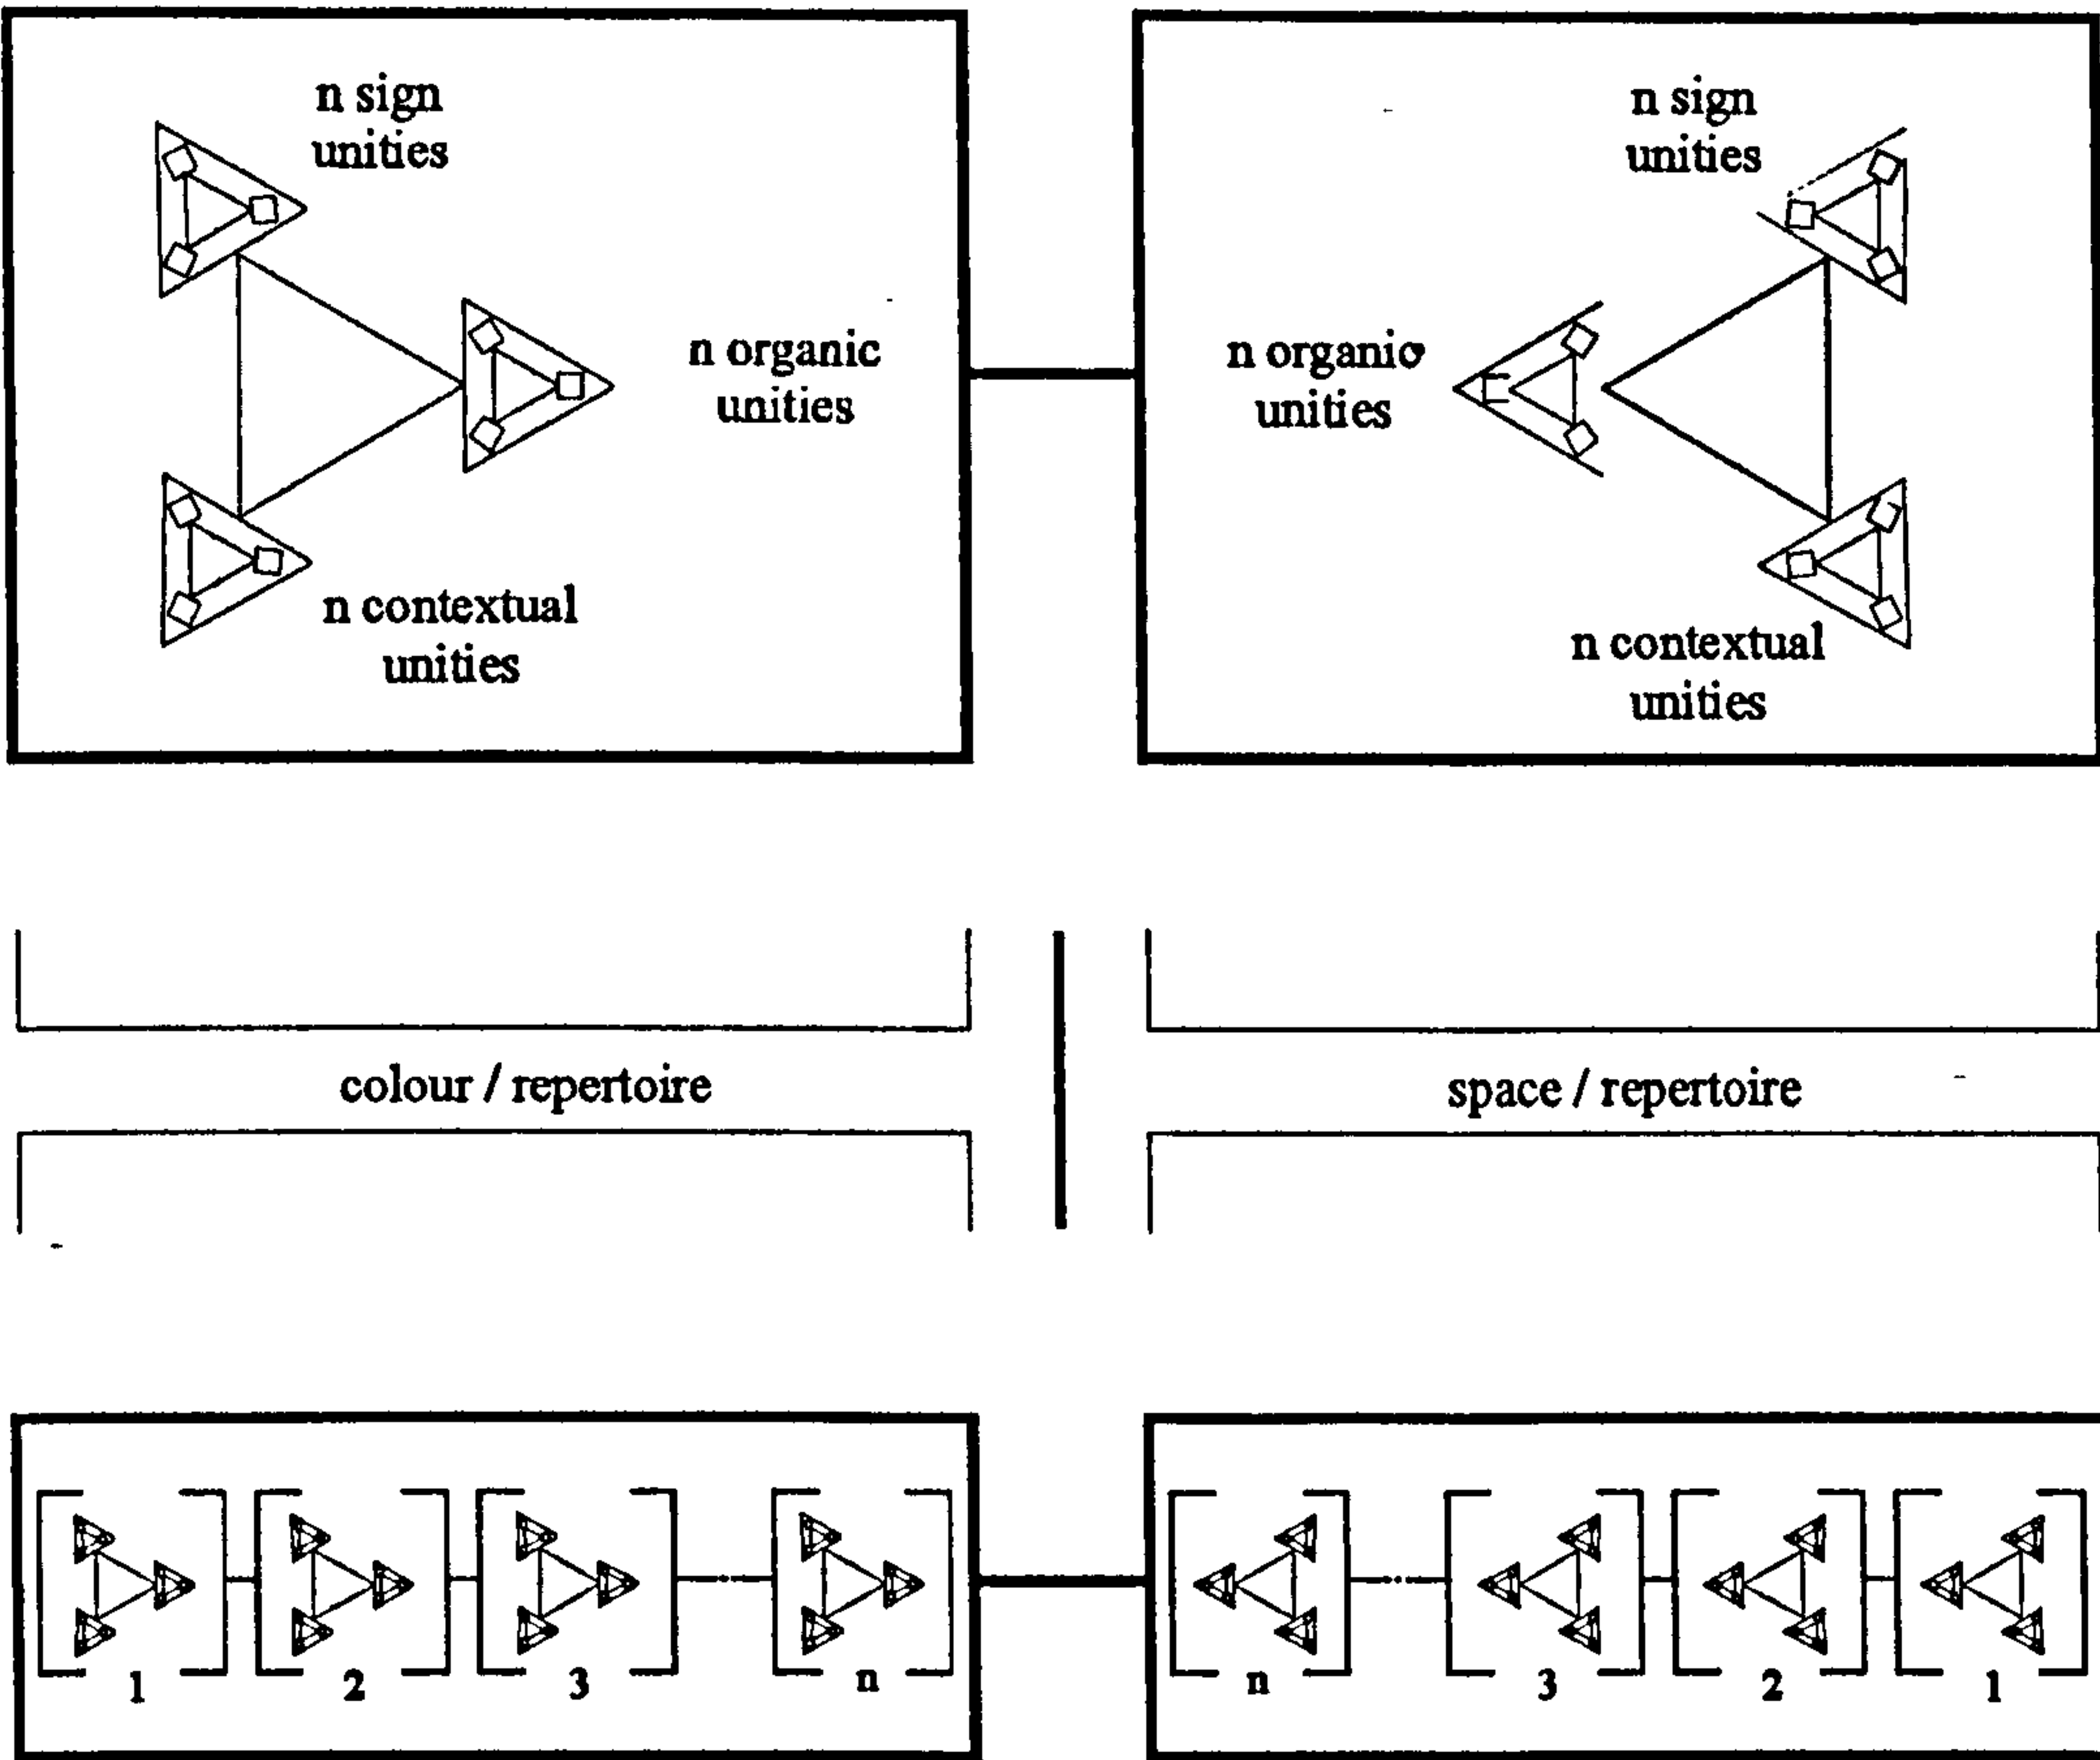 n sign
unities
n organic
unities
n contextual
unities
n sign
unities
n organic
unities
n contextual
unities
colour / repertoire
space / repertoire
1 2 3 n
n 3 2 1